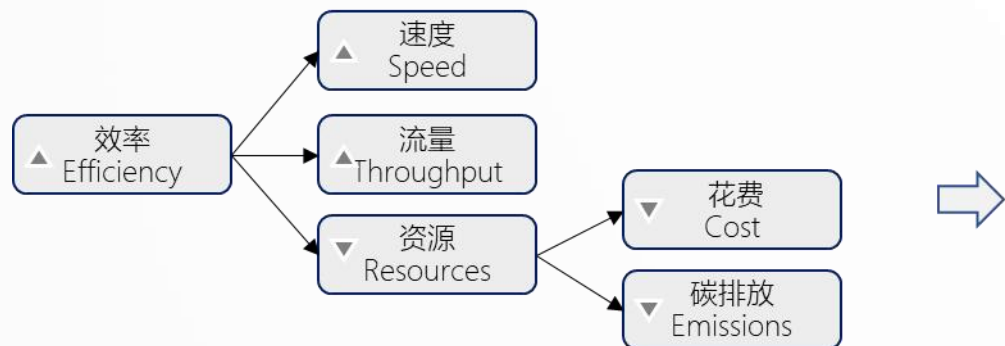 效率
Efficiency
速度
Speed
流量
Throughput
资源
Resources
花费
Cost
碳排放
Emissions